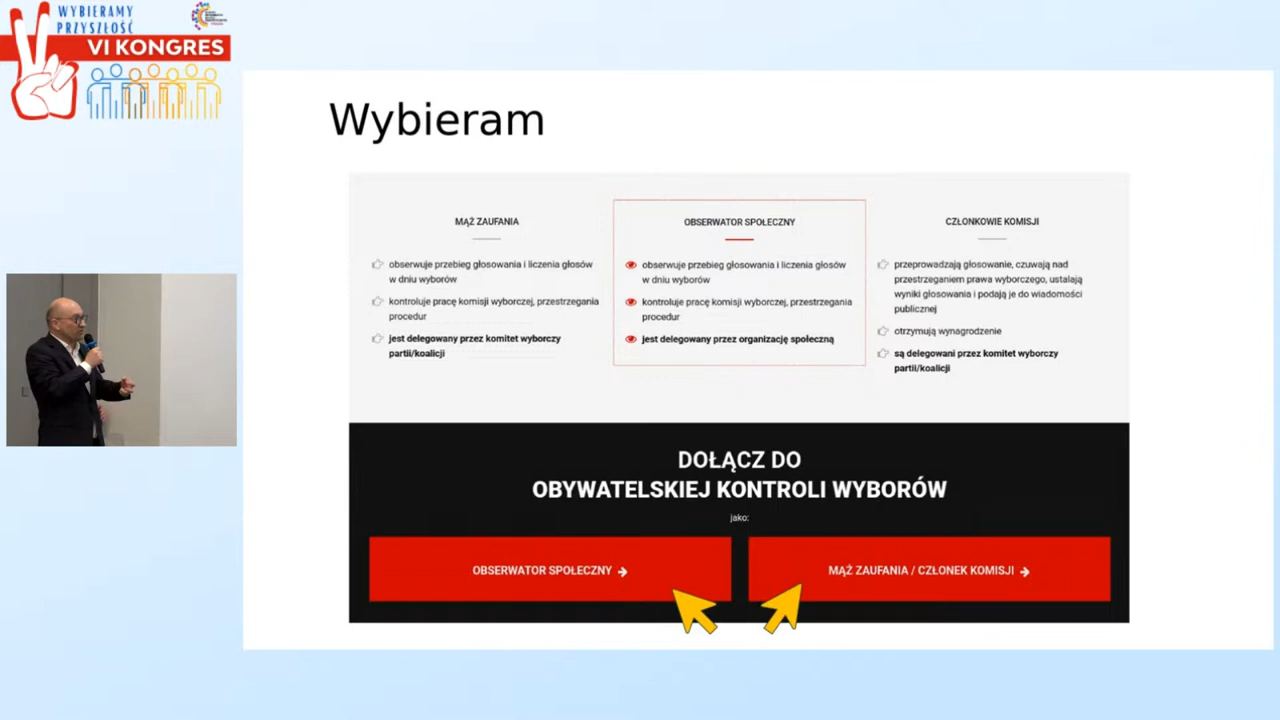 WYBIERAMY
PRZYSZŁOŚĆ
VI KONGRES
Wybieram
MĄŻ ZAUFANIA
obserwuje przebieg głosowania i liczenia głosów
w dniu wyborów
kontroluje pracę komisji wyborczej, przestrzegania
procedur
jest delegowany przez komitet wyborczy
partii/koalicji
OBSERWATOR SPOŁECZNY
obserwuje przebieg głosowania i liczenia głosów
w dniu wyborów
kontroluje pracę komisji wyborczej, przestrzegania
procedur
jest delegowany przez organizację społeczną
CZŁONKOWIE KOMISJI
przeprowadzają głosowanie, czuwają nad
przestrzeganiem prawa wyborczego, ustalają
wyniki głosowania i podają je do wiadomości
publicznej
otrzymują wynagrodzenie
są delegowani przez komitet wyborczy
partii/koalicji
DOŁĄCZ DO
OBYWATELSKIEJ KONTROLI WYBORÓW
jako:
OBSERWATOR SPOŁECZNY
MĄŻ ZAUFANIA / CZŁONEK KOMISJI